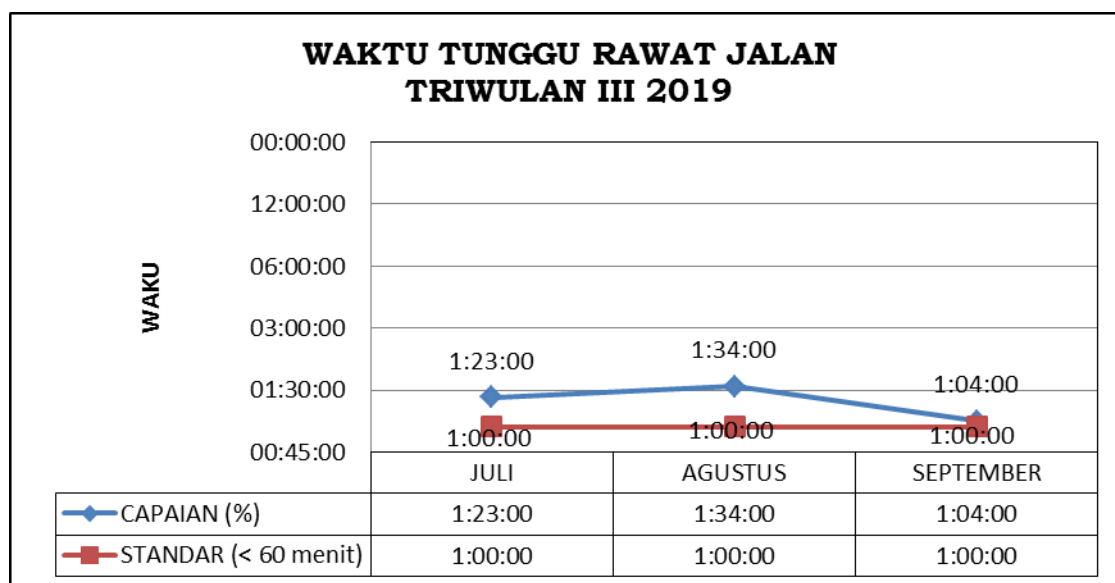 WAKTU TUNGGU RAWAT JALAN
TRIWULAN III 2019
WAKU
00:00:00
12:00:00
06:00:00
03:00:00
01:30:00
00:45:00
1:23:00
1:34:00
1:04:00
1:00:00
1:00:00
1:00:00
JULI AGUSTUS SEPTEMBER
CAPAIAN (%) 1:23:00 1:34:00 1:04:00
STANDAR (< 60 menit) 1:00:00 1:00:00 1:00:00